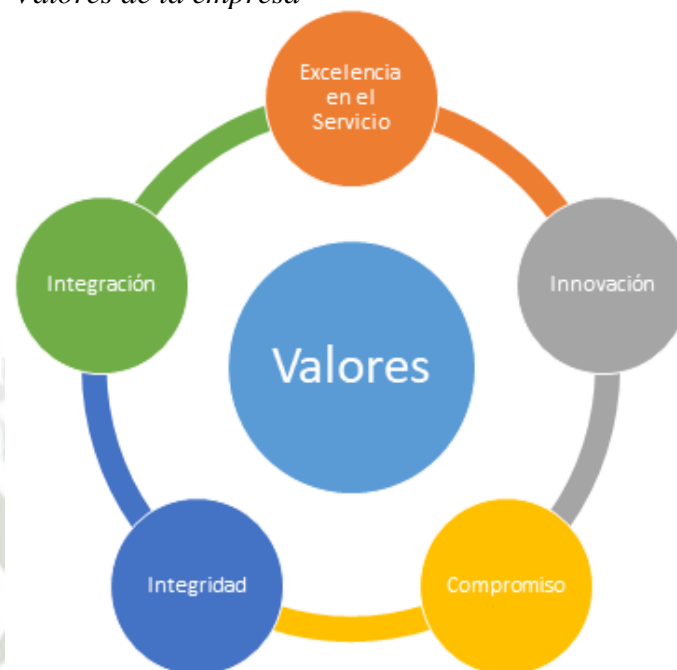 Valores de la empresa
Excelencia
en el
Servicio
Integración
Innovación
Valores
Integridad
Compromiso